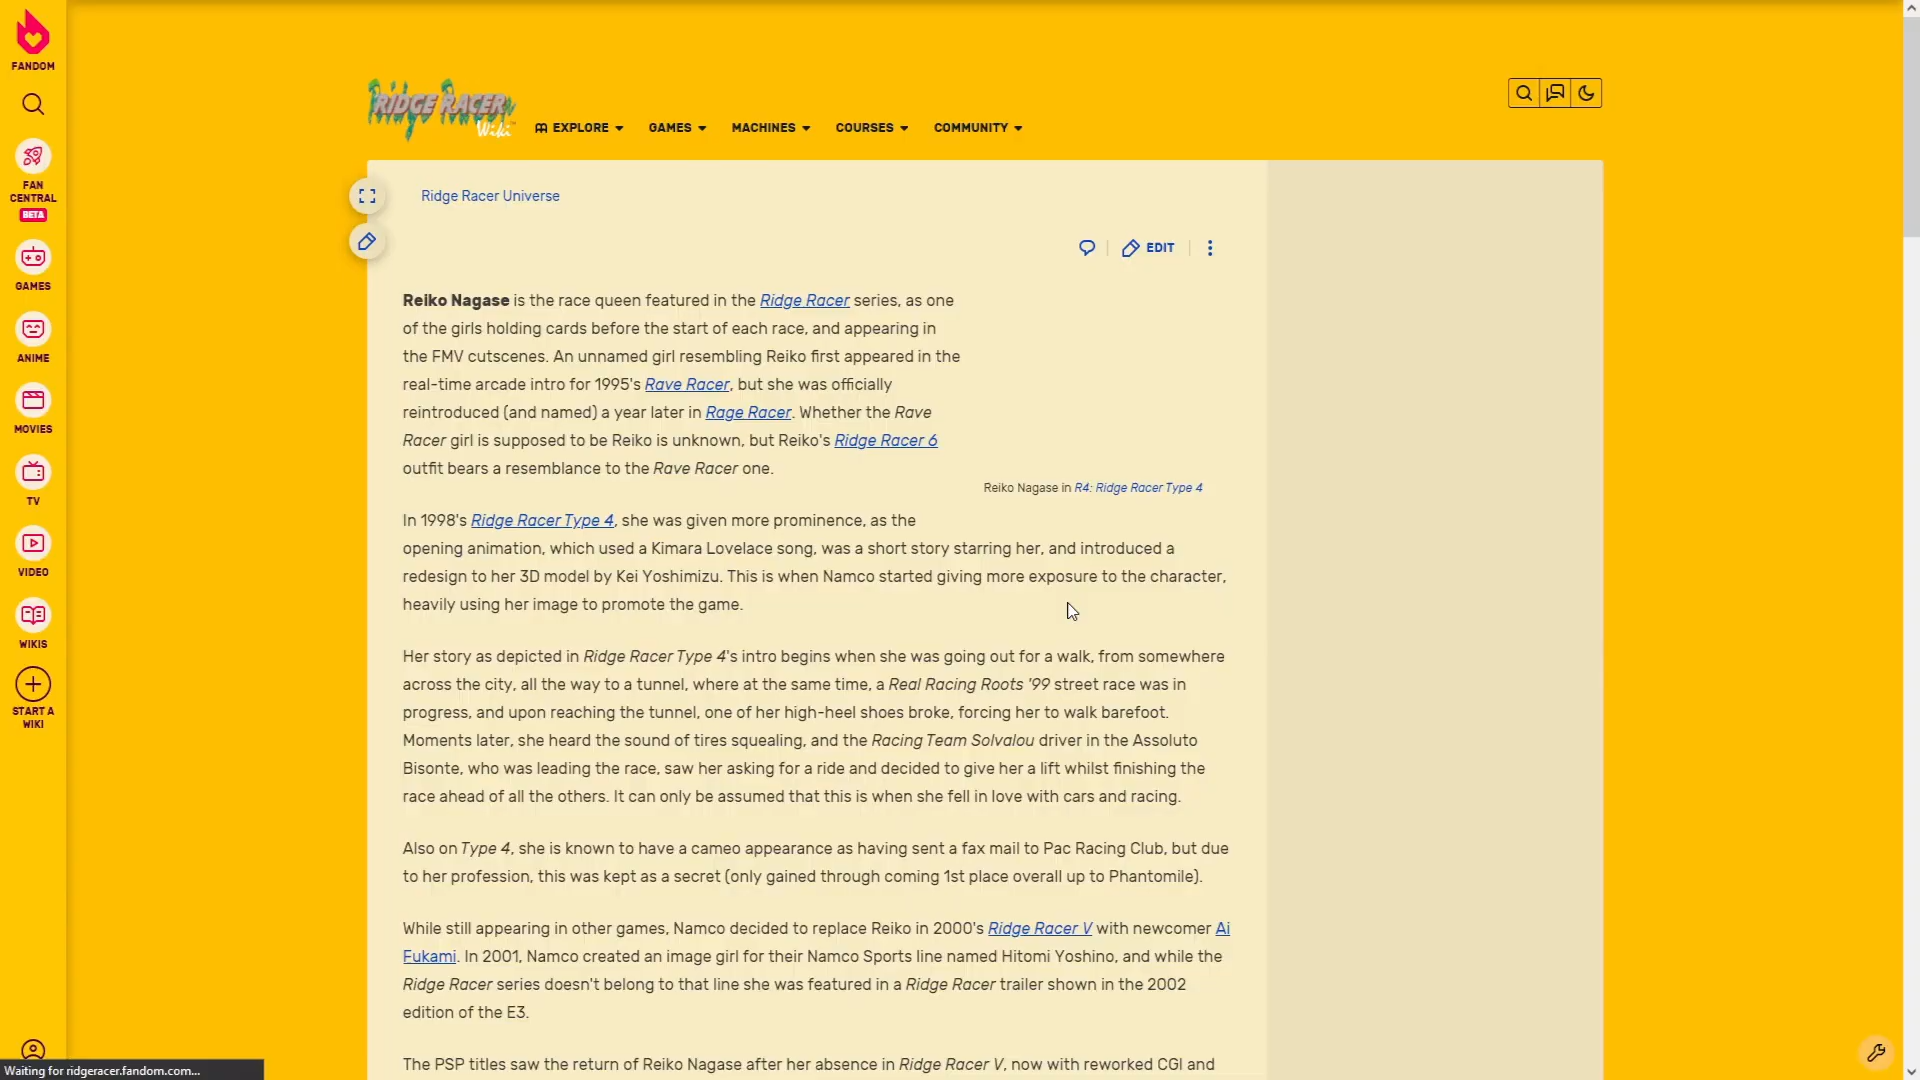 FANDOM
FAN
CENTRAL
BETA
GAMES
ANIME
MOVIES
TV
VIDEO
WIKIS
START A
WIKI
RIDGE RACER
Wiki
EXPLORE
GAMES
MACHINES
COURSES
COMMUNITY
Ridge Racer Universe
EDIT
Reiko Nagase is the race queen featured in the Ridge Racer series, as one
of the girls holding cards before the start of each race, and appearing in
the FMV cutscenes. An unnamed girl resembling Reiko first appeared in the
real-time arcade intro for 1995's Rave Racer, but she was officially
reintroduced (and named) a year later in Rage Racer. Whether the Rave
Racer girl is supposed to be Reiko is unknown, but Reiko's Ridge Racer 6
outfit bears a resemblance to the Rave Racer one.
Reiko Nagase in R4: Ridge Racer Type 4
In 1998's Ridge Racer Type 4, she was given more prominence, as the
opening animation, which used a Kimara Lovelace song, was a short story starring her, and introduced a
redesign to her 3D model by Kei Yoshimizu. This is when Namco started giving more exposure to the character,
heavily using her image to promote the game.
Her story as depicted in Ridge Racer Type 4's intro begins when she was going out for a walk, from somewhere
across the city, all the way to a tunnel, where at the same time, a Real Racing Roots '99 street race was in
progress, and upon reaching the tunnel, one of her high-heel shoes broke, forcing her to walk barefoot.
Moments later, she heard the sound of tires squealing, and the Racing Team Solvalou driver in the Assoluto
Bisonte, who was leading the race, saw her asking for a ride and decided to give her a lift whilst finishing the
race ahead of all the others. It can only be assumed that this is when she fell in love with cars and racing.
Also on Type 4, she is known to have a cameo appearance as having sent a fax mail to Pac Racing Club, but due
to her profession, this was kept as a secret (only gained through coming 1st place overall up to Phantomile).
While still appearing in other games, Namco decided to replace Reiko in 2000's Ridge Racer V with newcomer Ai
Fukami. In 2001, Namco created an image girl for their Namco Sports line named Hitomi Yoshino, and while the
Ridge Racer series doesn't belong to that line she was featured in a Ridge Racer trailer shown in the 2002
edition of the E3.
The PSP titles saw the return of Reiko Nagase after her absence in Ridge Racer V, now with reworked CGI and
Waiting for ridgeracer.fandom.com...